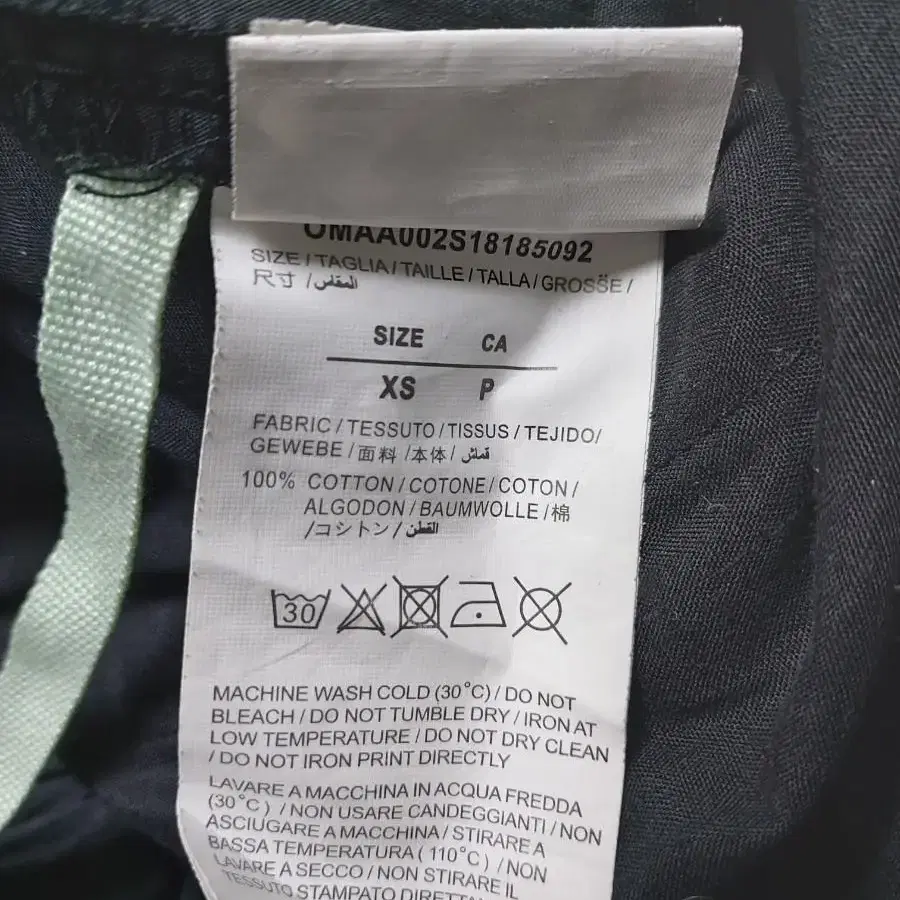 OMAA002S18185092
SIZE / TAGLIA / TAILLE / TALLA / GROSSE /
尺寸 / المقاس
SIZE CA
XS P
FABRIC / TESSUTO / TISSUS / TEJIDO/
GEWEBE / 面料 / 本体 / قماش
100% COTTON / COTONE / COTON /
ALGODON / BAUMWOLLE / 棉
/コシトン / القطن
30
MACHINE WASH COLD (30°C) / DO NOT
BLEACH / DO NOT TUMBLE DRY / IRON AT
LOW TEMPERATURE / DO NOT DRY CLEAN
/ DO NOT IRON PRINT DIRECTLY
LAVARE A MACCHINA IN ACQUA FREDDA
(30°C) / NON USARE CANDEGGIANTI / NON
ASCIUGARE A MACCHINA / STIRARE A
BASSA TEMPERATURA ( 110°C) / NON
LAVARE A SECCO / NON STIRARE IL
TESSUTO STAMPATO